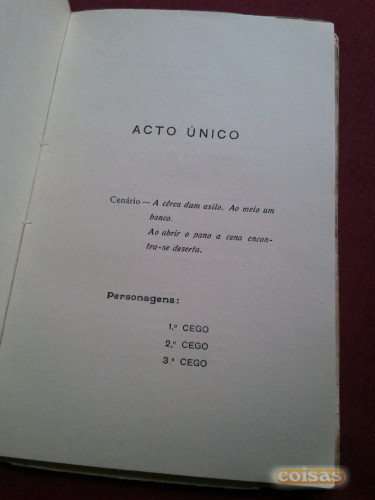 ACTO ÚNICO
Cenário — A cêrca dum asilo. Ao meio um
banco.
Ao abrir o pano a cena encon-
tra-se deserta.
Personagens:
1.º CEGO
2.º CEGO
3.º CEGO
coisas